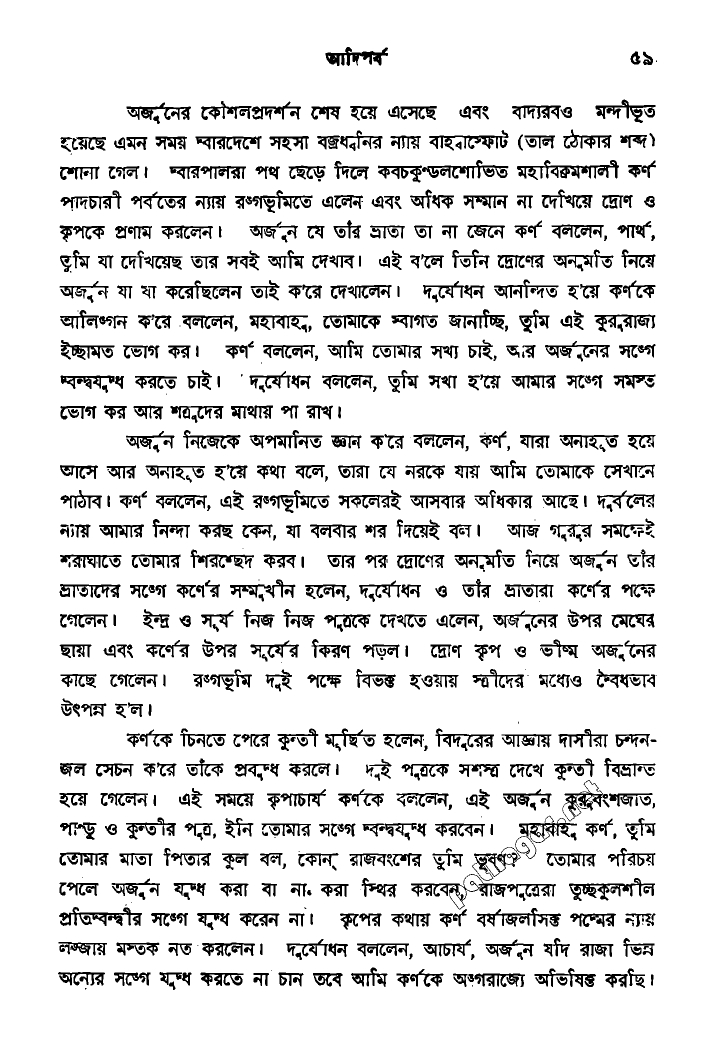 আদিপর্ব ৫৯
অর্জুনের কৌশলপ্রদর্শন শেষ হয়ে এসেছে এবং বাদ্যরবও মন্দীভূত
হয়েছে এমন সময় দ্বারদেশে সহসা বজ্রধ্বনির ন্যায় বাহ্বাস্ফোট (তাল ঠোকার শব্দ)
শোনা গেল। দ্বারপালরা পথ ছেড়ে দিলে কবচকুণ্ডলশোভিত মহাবিক্রমশালী কর্ণ
পাদচারী পর্বতের ন্যায় রঙ্গভূমিতে এলেন এবং অধিক সম্মান না দেখিয়ে দ্রোণ ও
কৃপকে প্রণাম করলেন। অর্জুন যে তাঁর ভ্রাতা তা না জেনে কর্ণ বললেন, পার্থ,
তুমি যা দেখিয়েছ তার সবই আমি দেখাব। এই ব'লে তিনি দ্রোণের অনুমতি নিয়ে
অর্জুন যা যা করেছিলেন তাই ক'রে দেখালেন। দুর্যোধন আনন্দিত হ'য়ে কর্ণকে
আলিঙ্গন ক'রে বললেন, মহাবাহু, তোমাকে স্বাগত জানাচ্ছি, তুমি এই কুরুরাজ্য
ইচ্ছামত ভোগ কর। কর্ণ বললেন, আমি তোমার সখ্য চাই, আর অর্জুনের সঙ্গে
দ্বন্দ্বযুদ্ধ করতে চাই। দুর্যোধন বললেন, তুমি সখা হ'য়ে আমার সঙ্গে সমস্ত
ভোগ কর আর শত্রুদের মাথায় পা রাখ।
অর্জুন নিজেকে অপমানিত জ্ঞান ক'রে বললেন, কর্ণ, যারা অনাহূত হয়ে
আসে আর অনাহূত হ'য়ে কথা বলে, তারা যে নরকে যায় আমি তোমাকে সেখানে
পাঠাব। কর্ণ বললেন, এই রঙ্গভূমিতে সকলেরই আসবার অধিকার আছে। দুর্বলের
ন্যায় আমার নিন্দা করছ কেন, যা বলবার শর দিয়েই বল। আজ গুরুর সমক্ষেই
শরাঘাতে তোমার শিরশ্ছেদ করব। তার পর দ্রোণের অনুমতি নিয়ে অর্জুন তাঁর
ভ্রাতাদের সঙ্গে কর্ণের সম্মুখীন হলেন, দুর্যোধন ও তাঁর ভ্রাতারা কর্ণের পক্ষে
গেলেন। ইন্দ্র ও সূর্য নিজ নিজ পুত্রকে দেখতে এলেন, অর্জুনের উপর মেঘের
ছায়া এবং কর্ণের উপর সূর্যের কিরণ পড়ল। দ্রোণ কৃপ ও ভীষ্ম অর্জুনের
কাছে গেলেন। রঙ্গভূমি দুই পক্ষে বিভক্ত হওয়ায় স্ত্রীদের মধ্যেও দ্বৈধভাব
উৎপন্ন হ'ল।
কর্ণকে চিনতে পেরে কুন্তী মূর্ছিত হলেন, বিদুরের আজ্ঞায় দাসীরা চন্দন-
জল সেচন ক'রে তাঁকে প্রবুদ্ধ করলে। দুই পুত্রকে সশস্ত্র দেখে কুন্তী বিভ্রান্ত
হয়ে গেলেন। এই সময়ে কৃপাচার্য কর্ণকে বললেন, এই অর্জুন কুরুবংশজাত,
পাণ্ডু ও কুন্তীর পুত্র, ইনি তোমার সঙ্গে দ্বন্দ্বযুদ্ধ করবেন। মহাবাহু কর্ণ, তুমি
তোমার মাতা পিতার কুল বল, কোন্ রাজবংশের তুমি ভূষণ? তোমার পরিচয়
পেলে অর্জুন যুদ্ধ করা বা না করা স্থির করবেন, রাজপুত্রেরা তুচ্ছকুলশীল
প্রতিদ্বন্দ্বীর সঙ্গে যুদ্ধ করেন না। কৃপের কথায় কর্ণ বর্ষাজলসিক্ত পদ্মের ন্যায়
লজ্জায় মস্তক নত করলেন। দুর্যোধন বললেন, আচার্য, অর্জুন যদি রাজা ভিন্ন
অন্যের সঙ্গে যুদ্ধ করতে না চান তবে আমি কর্ণকে অঙ্গরাজ্যে অভিষিক্ত করছি।